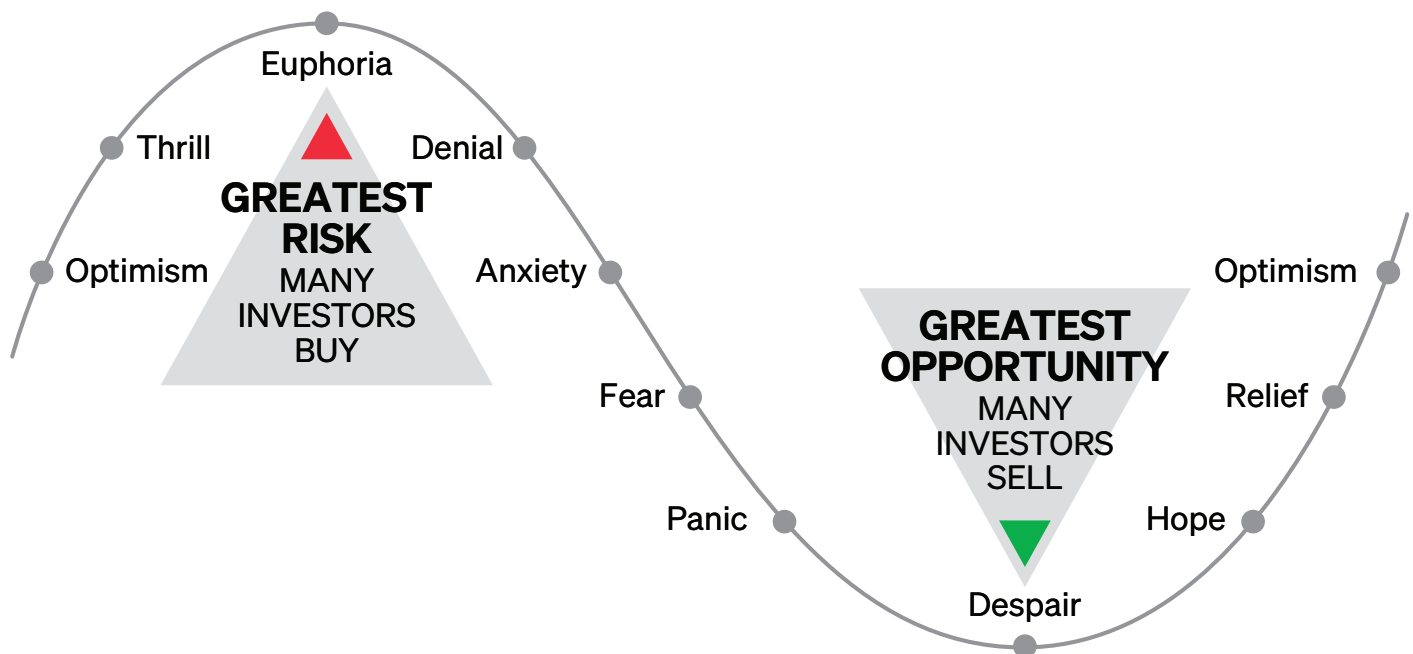 Euphoria
Thrill
Denial
GREATEST
RISK
MANY
INVESTORS
BUY
Optimism
Anxiety
Fear
Panic
GREATEST
OPPORTUNITY
MANY
INVESTORS
SELL
Despair
Optimism
Relief
Hope